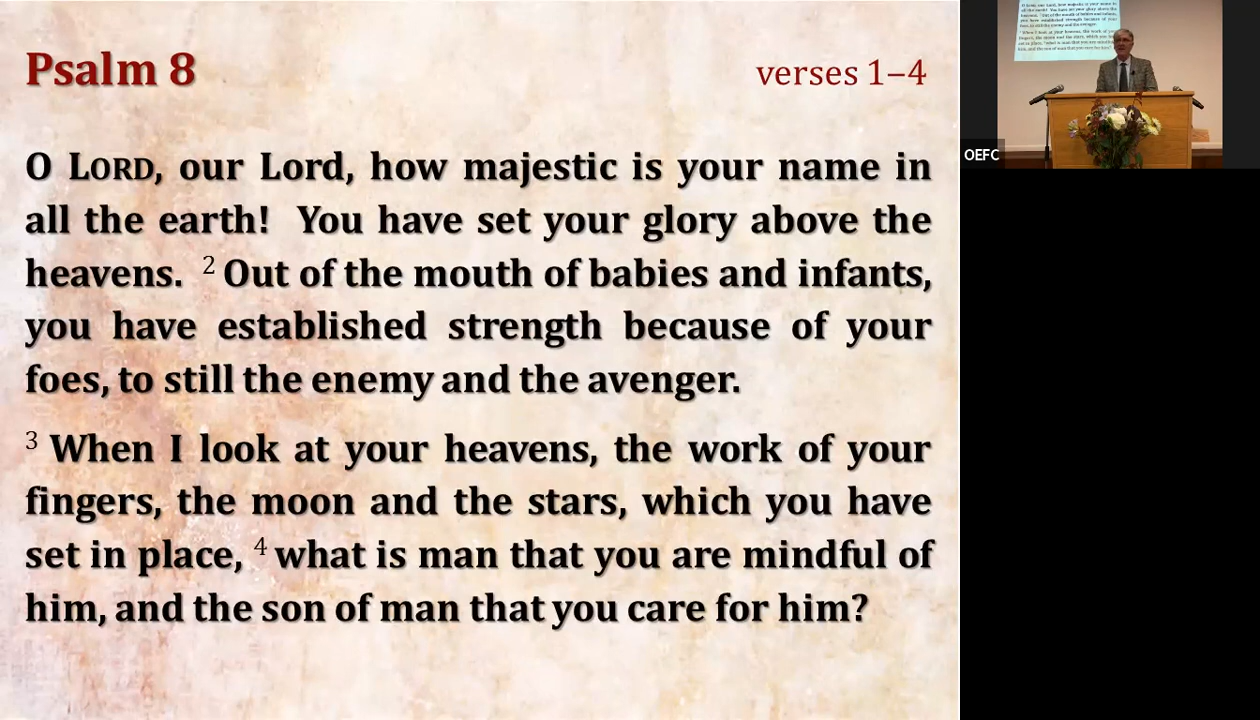 Psalm 8
verses 1–4
O LORD, our Lord, how majestic is your name in
all the earth!  You have set your glory above the
heavens.  2 Out of the mouth of babies and infants,
you have established strength because of your
foes, to still the enemy and the avenger.
3 When I look at your heavens, the work of your
fingers, the moon and the stars, which you have
set in place, 4 what is man that you are mindful of
him, and the son of man that you care for him?
OEFC